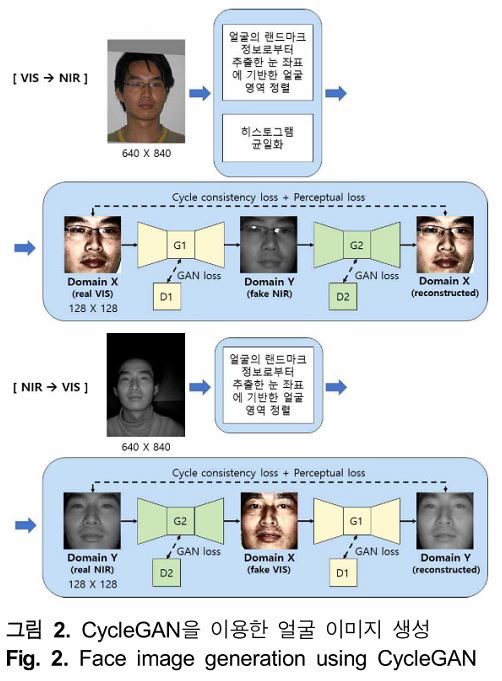 [ VIS → NIR ]
640 X 840
얼굴의 랜드마크
정보로부터
추출한 눈 좌표
에 기반한 얼굴
영역 정렬
히스토그램
균일화
Cycle consistency loss + Perceptual loss
G1
G2
GAN loss
GAN loss
D1
D2
Domain X
(real VIS)
128 X 128
Domain Y
(fake NIR)
Domain X
(reconstructed)
[ NIR → VIS ]
640 X 840
얼굴의 랜드마크
정보로부터
추출한 눈 좌표
에 기반한 얼굴
영역 정렬
Cycle consistency loss + Perceptual loss
G2
G1
GAN loss
GAN loss
D2
D1
Domain Y
(real NIR)
128 X 128
Domain X
(fake VIS)
Domain Y
(reconstructed)
그림 2. CycleGAN을 이용한 얼굴 이미지 생성
Fig. 2. Face image generation using CycleGAN